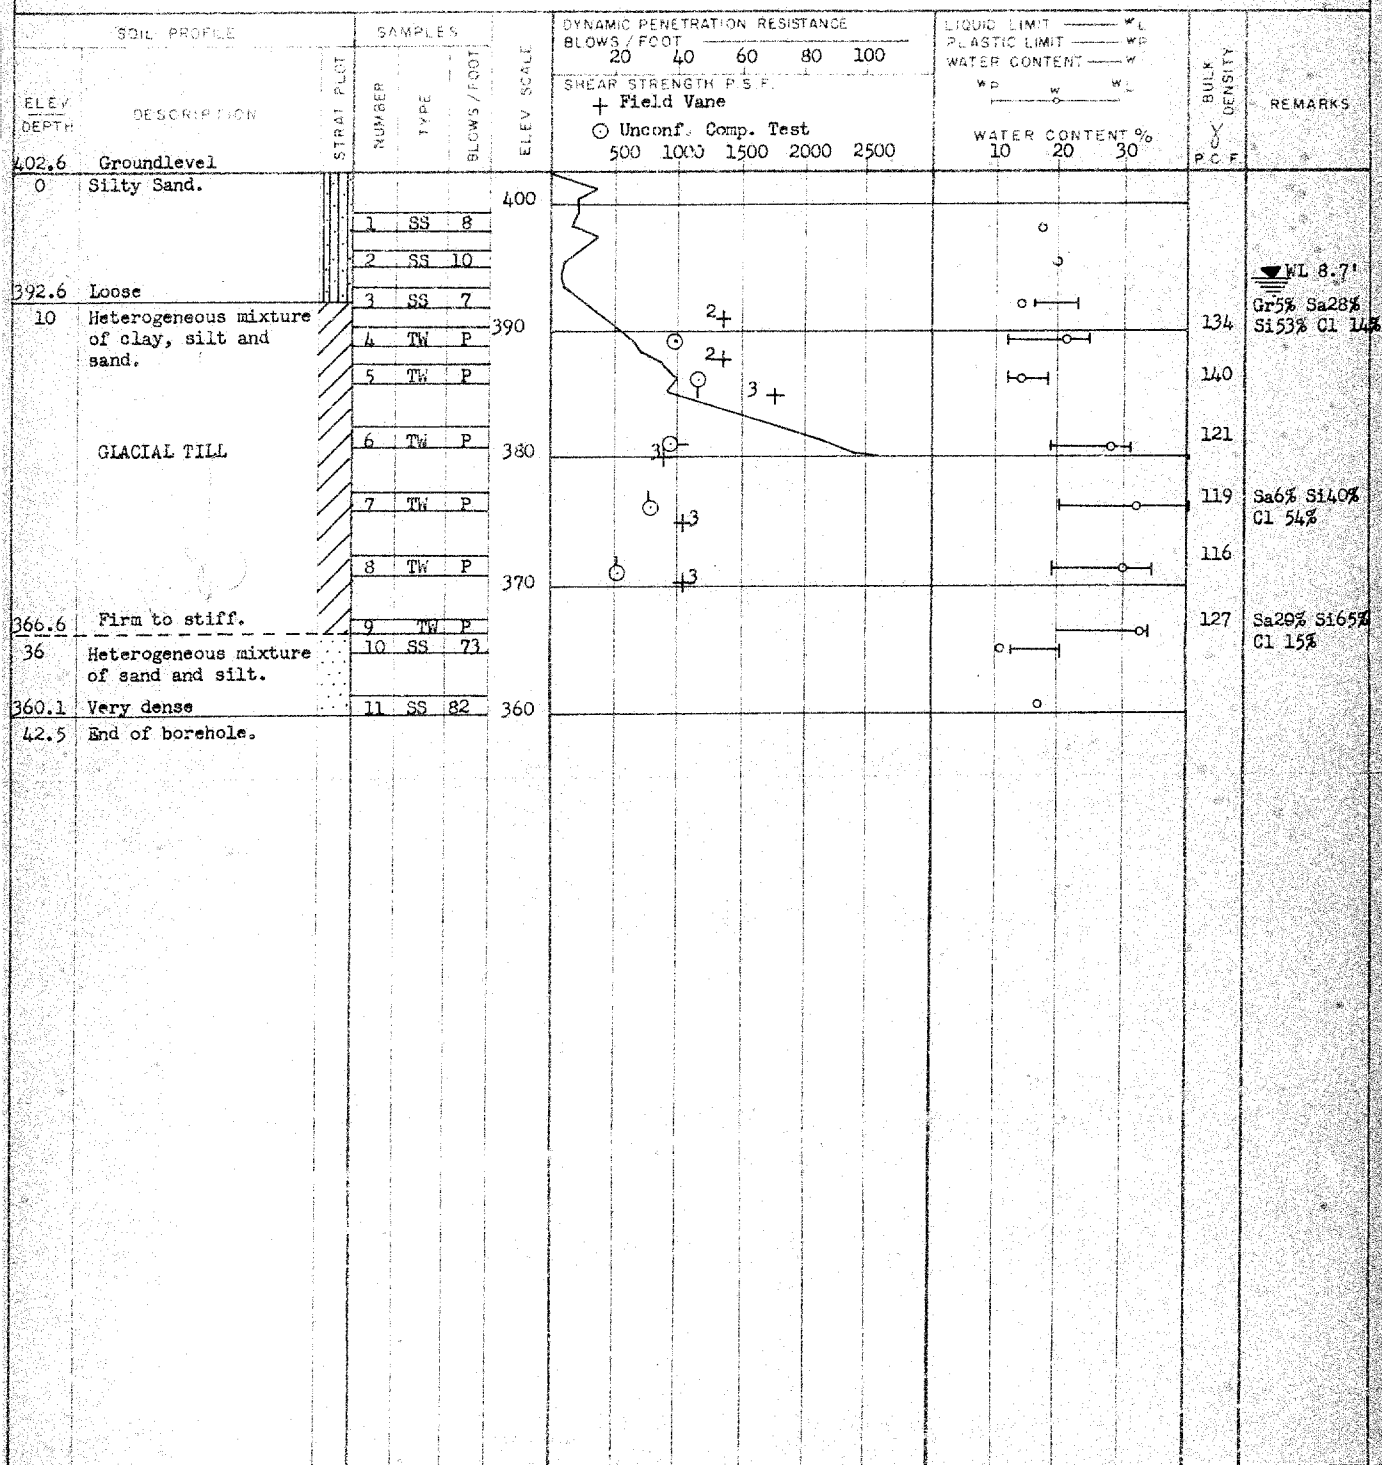 SOIL PROFILE
SAMPLES
DYNAMIC PENETRATION RESISTANCE
BLOWS / FOOT
20 40 60 80 100
SHEAR STRENGTH P.S.F.
+ Field Vane
⊙ Unconf. Comp. Test
500 1000 1500 2000 2500
LIQUID LIMIT wL
PLASTIC LIMIT wP
WATER CONTENT w
wP w wL
WATER CONTENT %
10 20 30
BULK DENSITY
γ
P.C.F.
REMARKS
ELEV
DEPTH
DESCRIPTION
STRAT PLOT
NUMBER
TYPE
BLOWS / FOOT
ELEV SCALE
402.6 Groundlevel
0 Silty Sand.
400
1 SS 8
2 SS 10
WL 8.7'
392.6 Loose
3 SS 7
Gr5% Sa28%
Si53% Cl 14%
10 Heterogeneous mixture
of clay, silt and
sand.
390
2
134
4 TW P
2
5 TW P
3
140
GLACIAL TILL
6 TW P
380
3
121
7 TW P
3
119
Sa6% Si40%
Cl 54%
8 TW P
370
3
116
366.6 Firm to stiff.
9 TW P
127
Sa20% Si65%
Cl 15%
36 Heterogeneous mixture
of sand and silt.
10 SS 73
360.1 Very dense
11 SS 82
360
42.5 End of borehole.